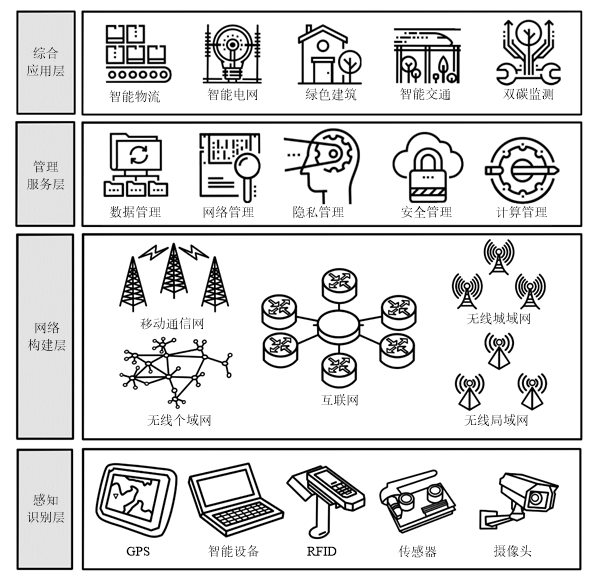 综合
应用层
智能物流
智能电网
绿色建筑
智能交通
双碳监测
管理
服务层
数据管理
网络管理
隐私管理
安全管理
计算管理
网络
构建层
移动通信网
无线个域网
互联网
无线城域网
无线局域网
感知
识别层
GPS
智能设备
RFID
传感器
摄像头